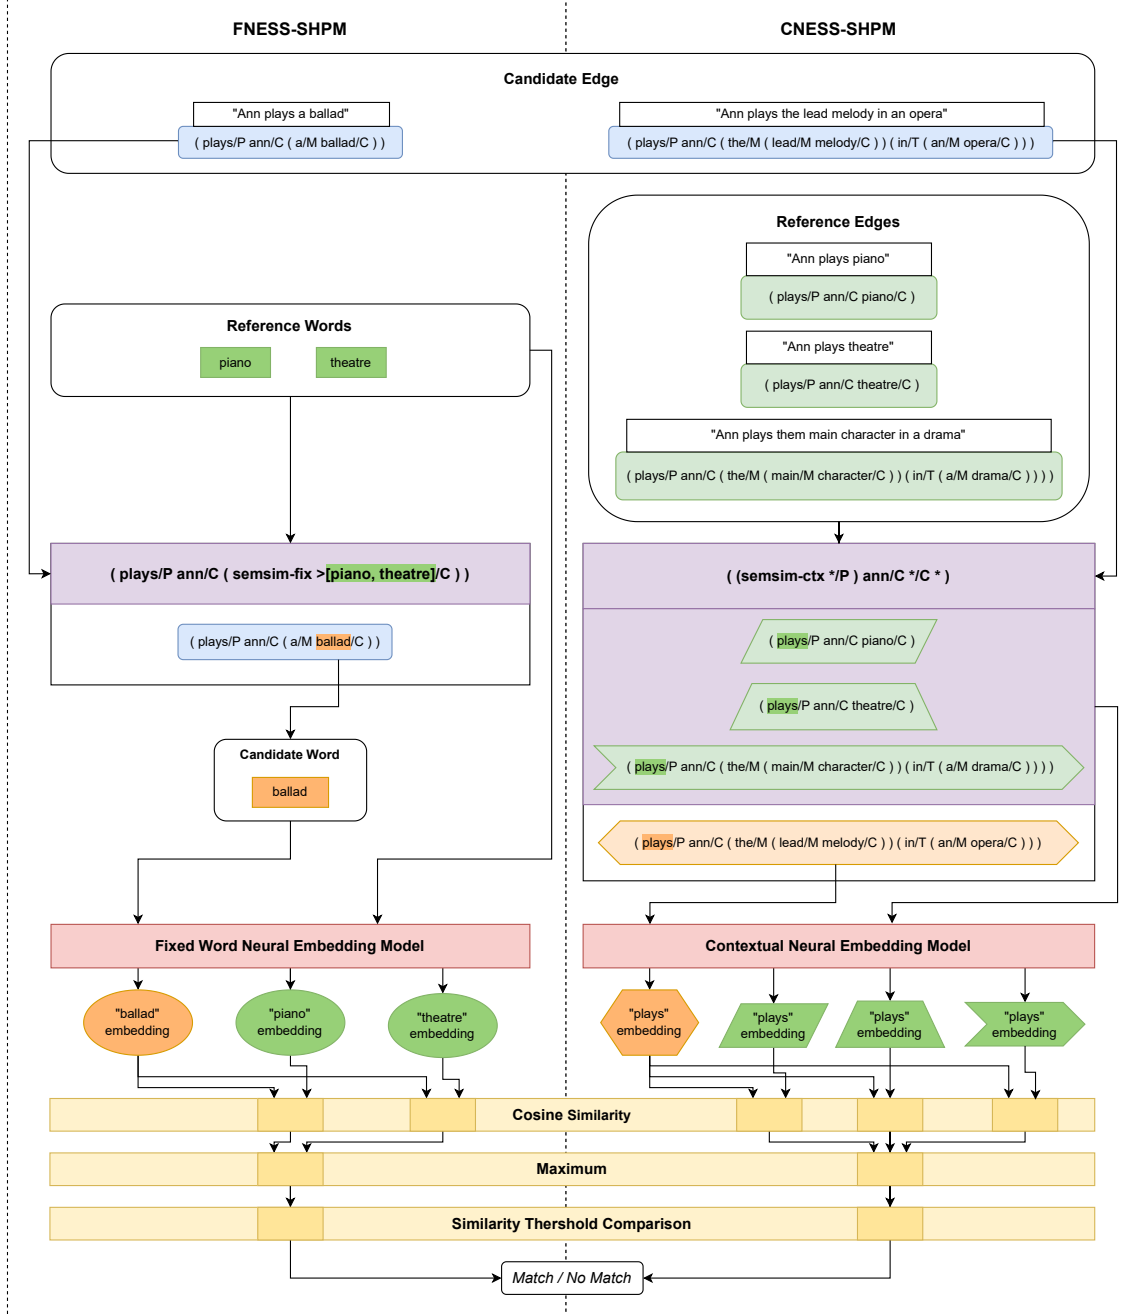 FNESS-SHPM
CNESS-SHPM
Candidate Edge
"Ann plays a ballad"
( plays/P ann/C ( a/M ballad/C ) )
"Ann plays the lead melody in an opera"
( plays/P ann/C ( the/M ( lead/M melody/C ) ) ( in/T ( an/M opera/C ) ) )
Reference Words
piano
theatre
Reference Edges
"Ann plays piano"
( plays/P ann/C piano/C )
"Ann plays theatre"
( plays/P ann/C theatre/C )
"Ann plays them main character in a drama"
( plays/P ann/C ( the/M ( main/M character/C ) ) ( in/T ( a/M drama/C ) ) ) )
( plays/P ann/C ( semsim-fix >[piano, theatre]/C ) )
( plays/P ann/C ( a/M ballad/C ) )
Candidate Word
ballad
( (semsim-ctx */P ) ann/C */C * )
( plays/P ann/C piano/C )
( plays/P ann/C theatre/C )
( plays/P ann/C ( the/M ( main/M character/C ) ) ( in/T ( a/M drama/C ) ) ) )
( plays/P ann/C ( the/M ( lead/M melody/C ) ) ( in/T ( an/M opera/C ) ) )
Fixed Word Neural Embedding Model
Contextual Neural Embedding Model
"ballad"
embedding
"piano"
embedding
"theatre"
embedding
"plays"
embedding
"plays"
embedding
"plays"
embedding
"plays"
embedding
Cosine Similarity
Maximum
Similarity Thershold Comparison
Match / No Match